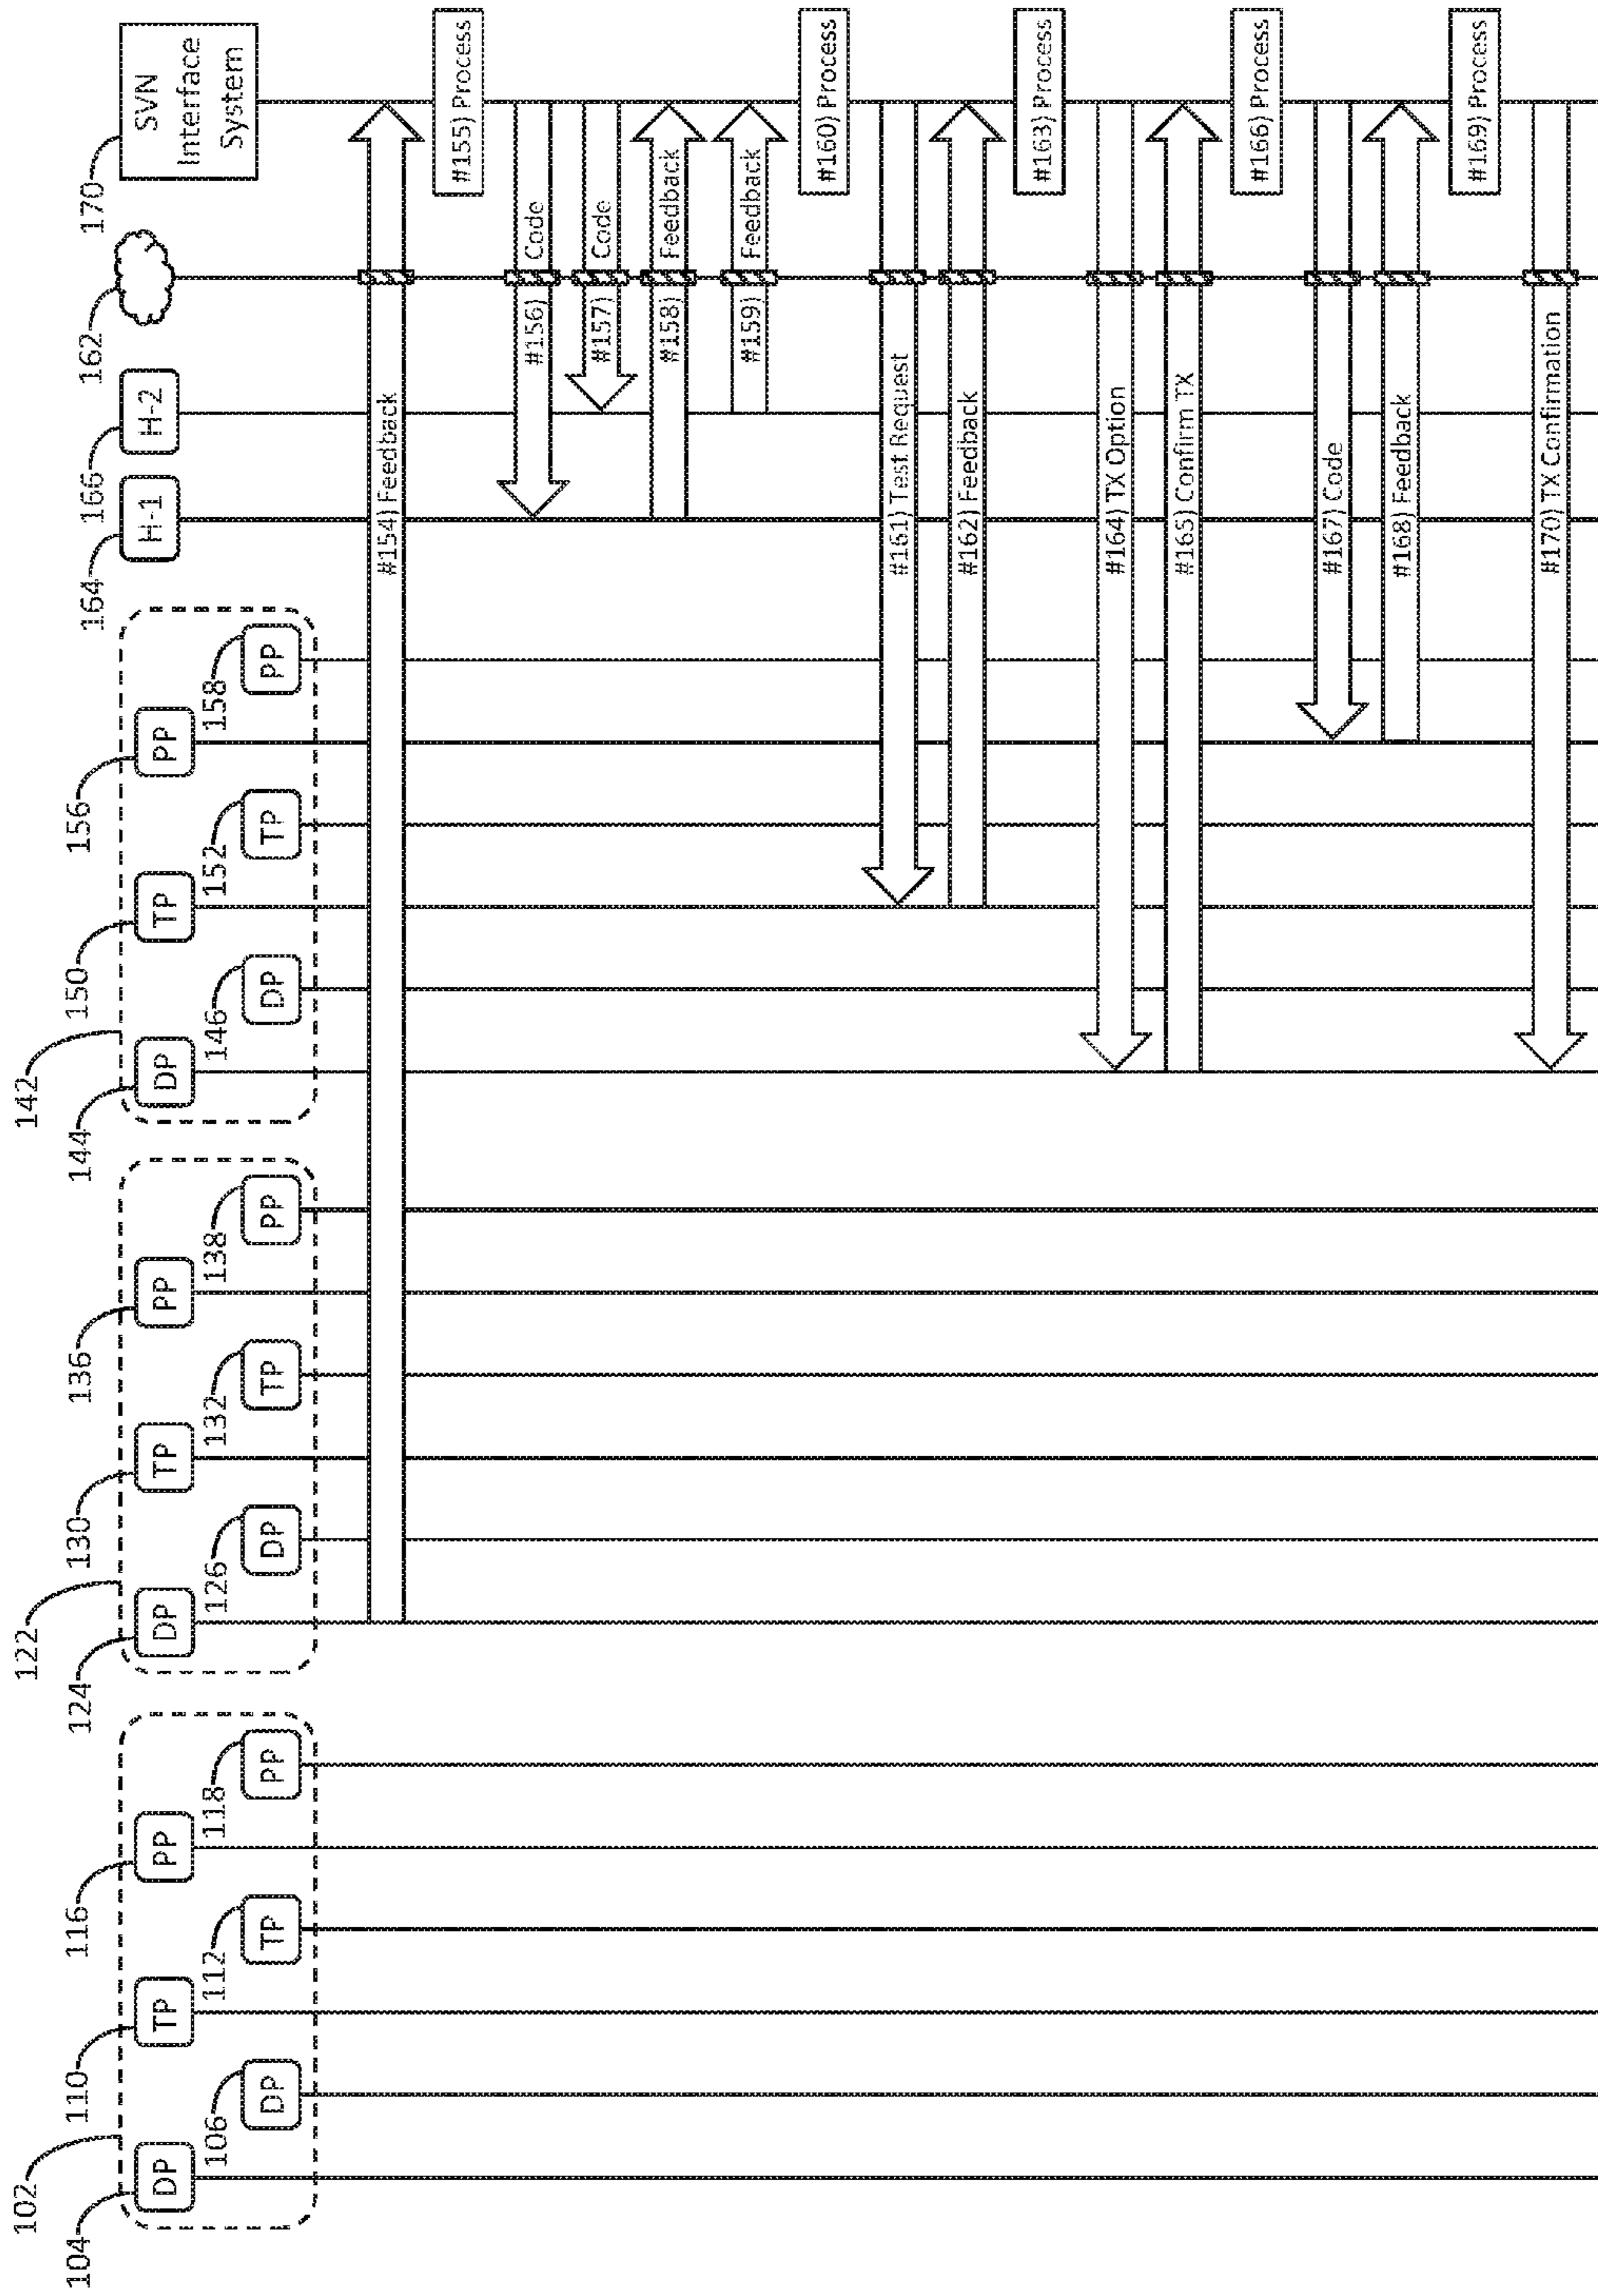 102
104
DP
106
DP
110
TP
112
TP
116
PP
118
PP
122
124
DP
126
DP
130
TP
132
TP
136
PP
138
PP
142
144
DP
146
DP
150
TP
152
TP
156
PP
158
PP
164
H-1
166
H-2
162
170
SVN
Interface
System
#154) Feedback
#155) Process
#156) Code
#157) Code
#158) Feedback
#159) Feedback
#160) Process
#161) Test Request
#162) Feedback
#163) Process
#164) TX Option
#165) Confirm TX
#166) Process
#167) Code
#168) Feedback
#169) Process
#170) TX Confirmation